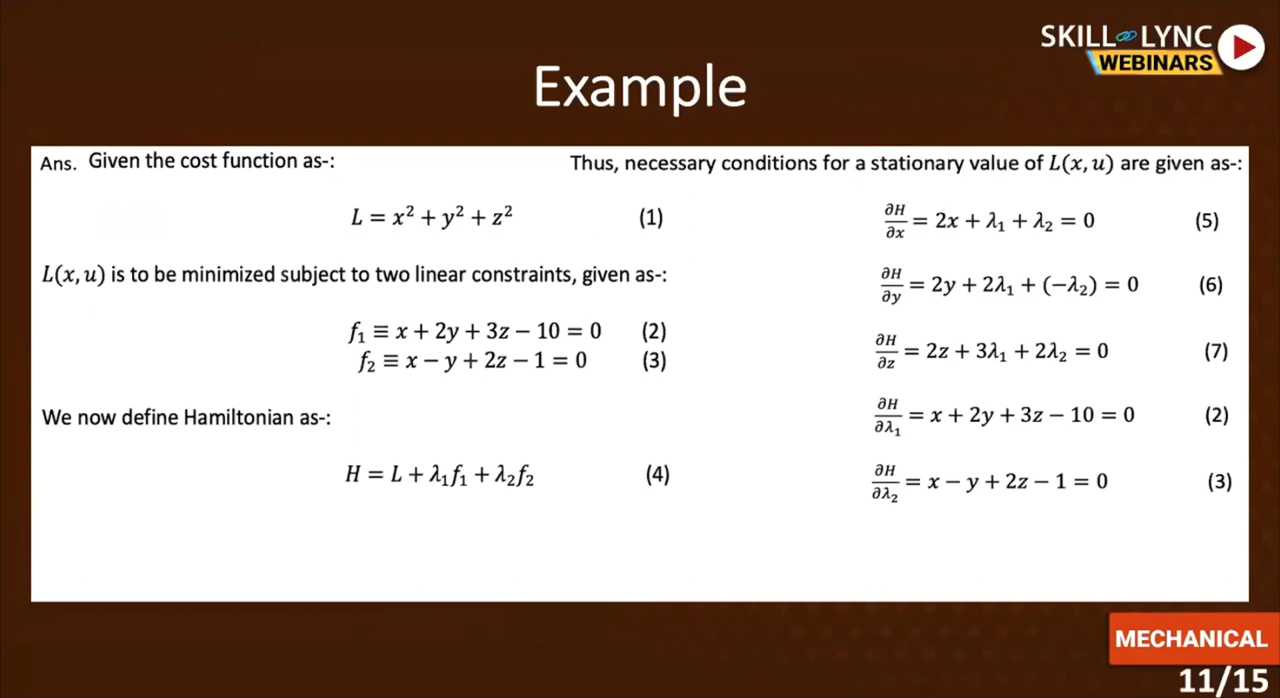 SKILL LYNC
WEBINARS
Example
Ans. Given the cost function as-:
L = x² + y² + z² (1)
L(x, u) is to be minimized subject to two linear constraints, given as-:
f₁ ≡ x + 2y + 3z − 10 = 0 (2)
f₂ ≡ x − y + 2z − 1 = 0 (3)
We now define Hamiltonian as-:
H = L + λ₁f₁ + λ₂f₂ (4)
Thus, necessary conditions for a stationary value of L(x, u) are given as-:
∂H/∂x = 2x + λ₁ + λ₂ = 0 (5)
∂H/∂y = 2y + 2λ₁ + (−λ₂) = 0 (6)
∂H/∂z = 2z + 3λ₁ + 2λ₂ = 0 (7)
∂H/∂λ₁ = x + 2y + 3z − 10 = 0 (2)
∂H/∂λ₂ = x − y + 2z − 1 = 0 (3)
MECHANICAL
11/15